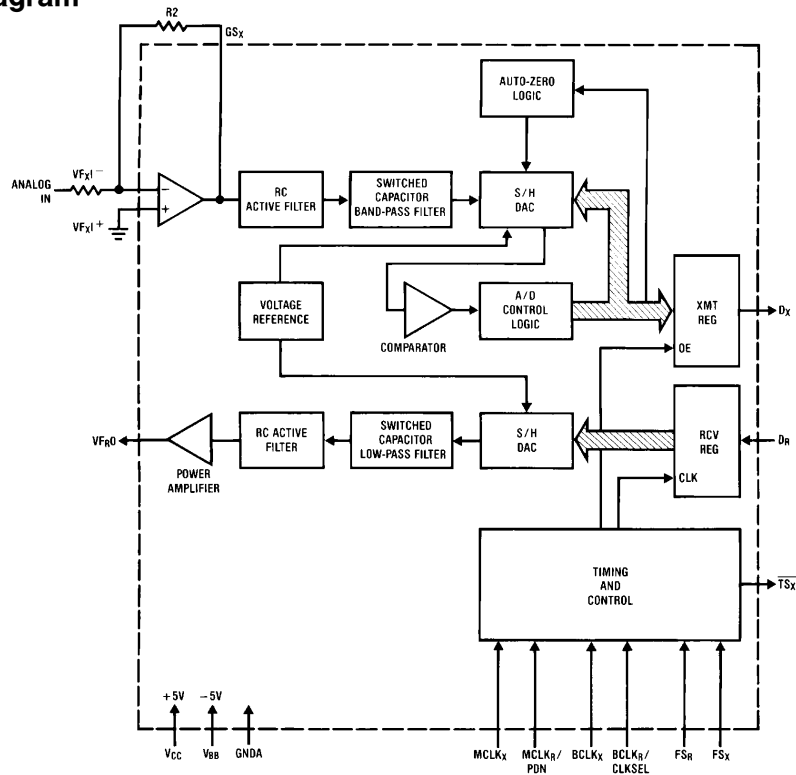 agram
R2
GSX
AUTO-ZERO
LOGIC
ANALOG
IN
VFXI−
VFXI+
−
+
RC
ACTIVE FILTER
SWITCHED
CAPACITOR
BAND-PASS FILTER
S/H
DAC
VOLTAGE
REFERENCE
COMPARATOR
A/D
CONTROL
LOGIC
XMT
REG
OE
DX
VFRO
POWER
AMPLIFIER
RC ACTIVE
FILTER
SWITCHED
CAPACITOR
LOW-PASS FILTER
S/H
DAC
RCV
REG
CLK
DR
TIMING
AND
CONTROL
TSX
+5V
−5V
VCC
VBB
GNDA
MCLKX
MCLKR/
PDN
BCLKX
BCLKR/
CLKSEL
FSR
FSX